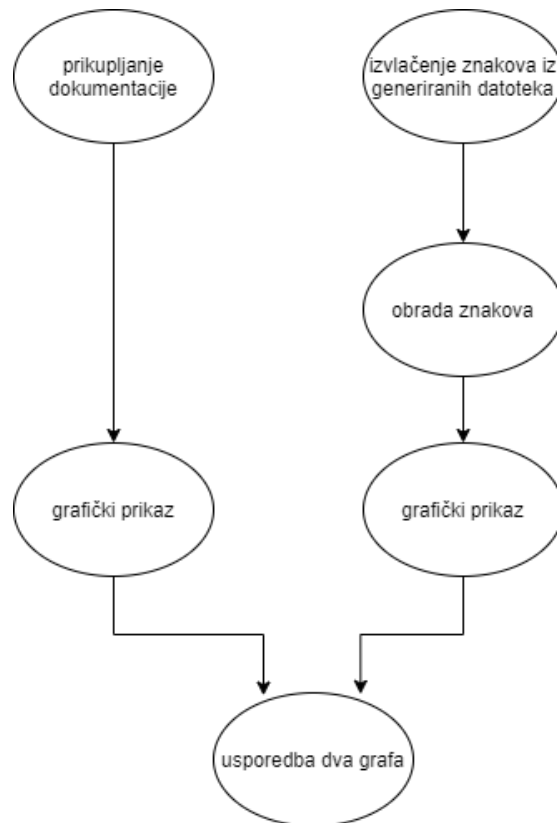 prikupljanje
dokumentacije
izvlačenje znakova iz
generiranih datoteka
obrada znakova
grafički prikaz
grafički prikaz
usporedba dva grafa